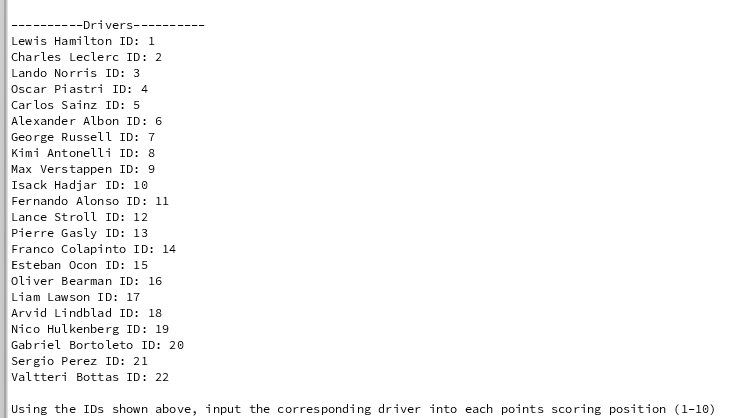 ----------Drivers----------
Lewis Hamilton ID: 1
Charles Leclerc ID: 2
Lando Norris ID: 3
Oscar Piastri ID: 4
Carlos Sainz ID: 5
Alexander Albon ID: 6
George Russell ID: 7
Kimi Antonelli ID: 8
Max Verstappen ID: 9
Isack Hadjar ID: 10
Fernando Alonso ID: 11
Lance Stroll ID: 12
Pierre Gasly ID: 13
Franco Colapinto ID: 14
Esteban Ocon ID: 15
Oliver Bearman ID: 16
Liam Lawson ID: 17
Arvid Lindblad ID: 18
Nico Hulkenberg ID: 19
Gabriel Bortoleto ID: 20
Sergio Perez ID: 21
Valtteri Bottas ID: 22
Using the IDs shown above, input the corresponding driver into each points scoring position (1-10)